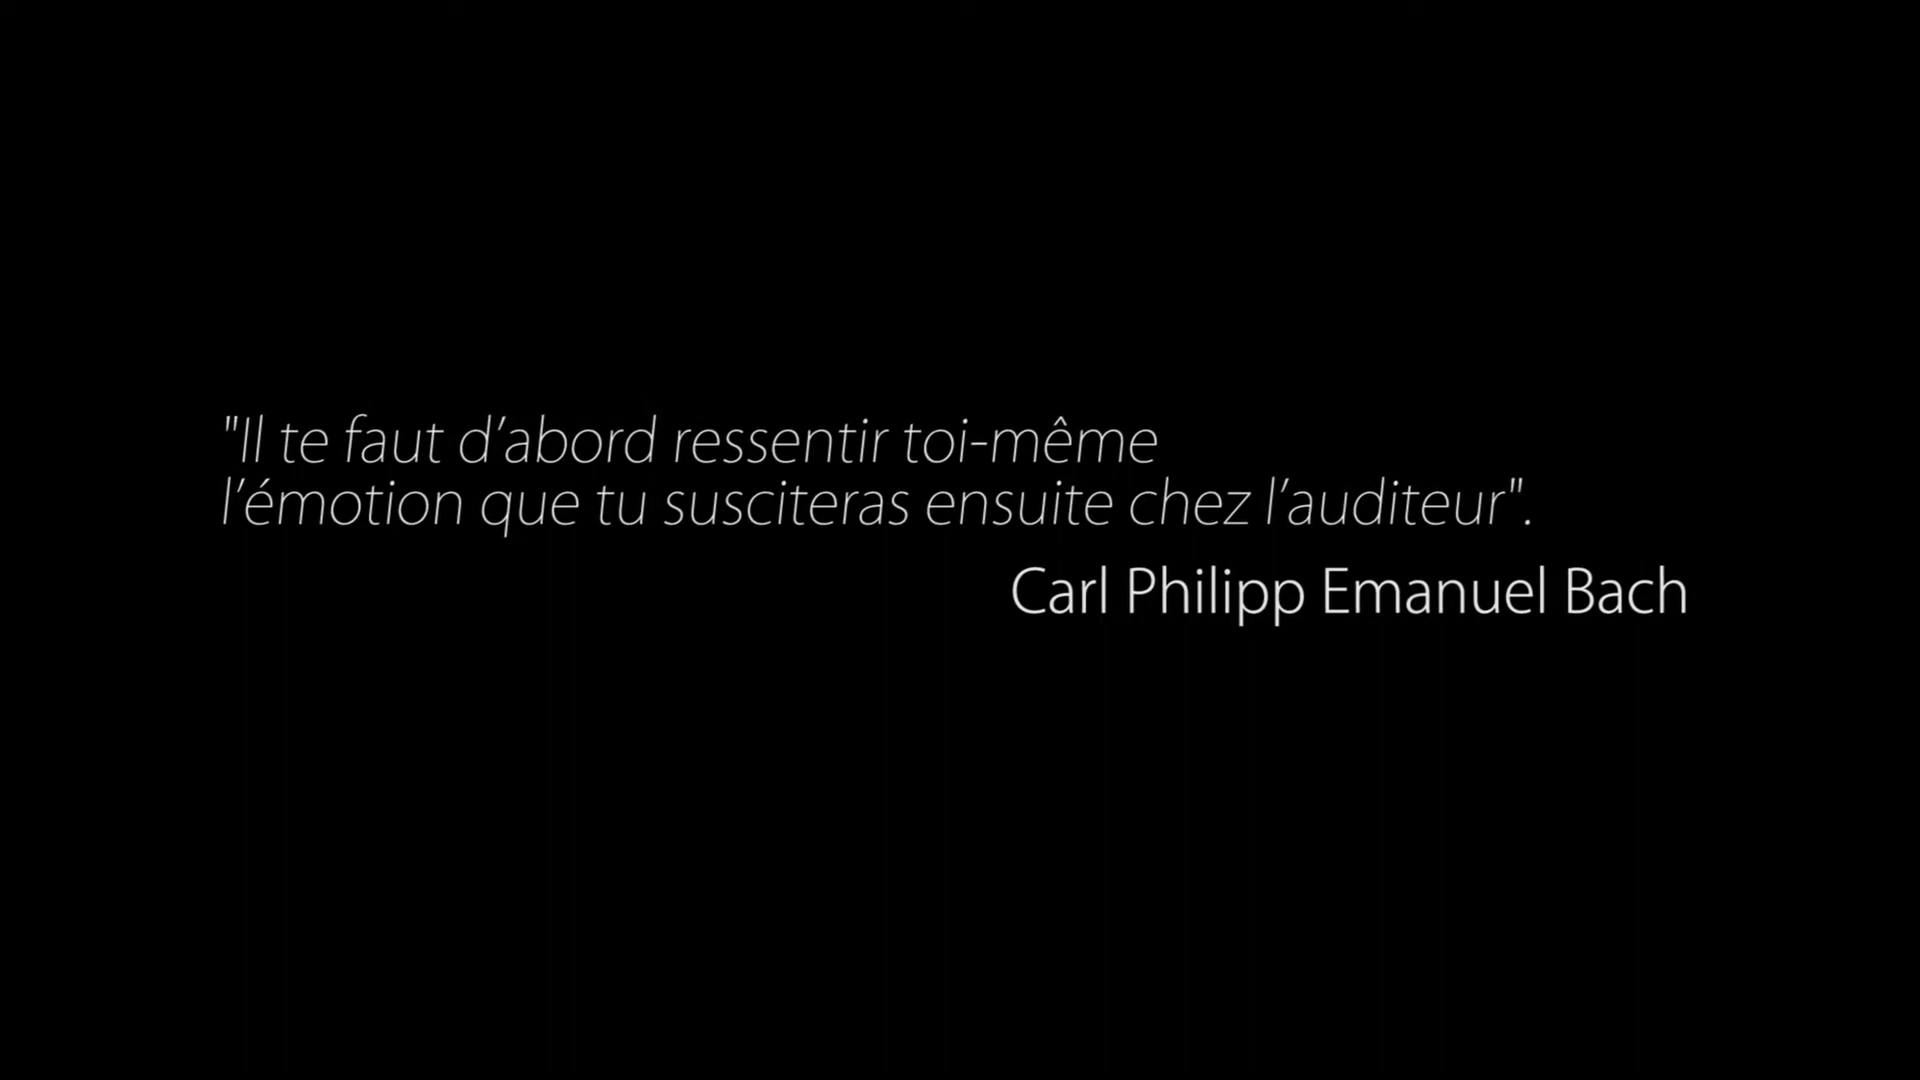 "Il te faut d’abord ressentir toi-même
l’émotion que tu susciteras ensuite chez l’auditeur".
Carl Philipp Emanuel Bach